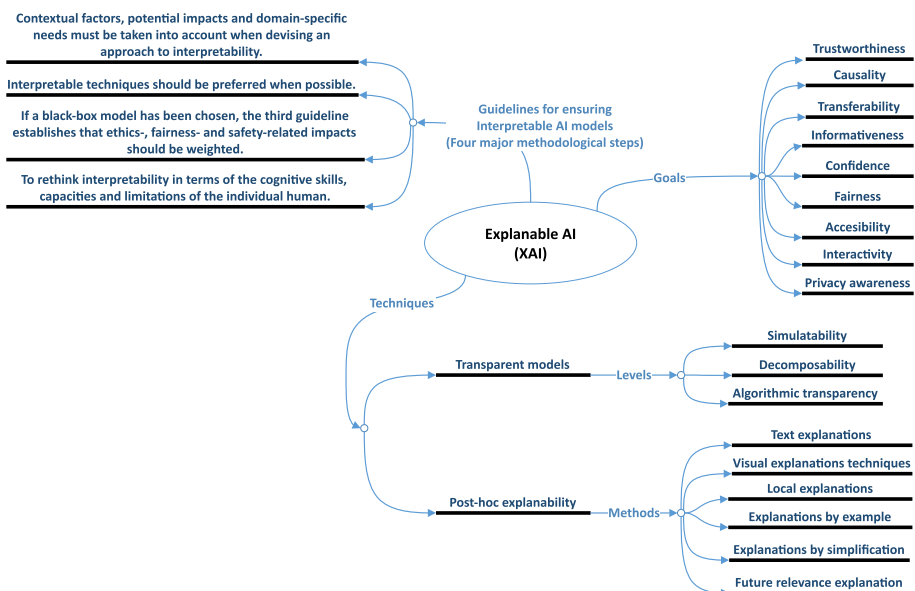 Contextual factors, potential impacts and domain-specific
needs must be taken into account when devising an
approach to interpretability.
Interpretable techniques should be preferred when possible.
If a black-box model has been chosen, the third guideline
establishes that ethics-, fairness- and safety-related impacts
should be weighted.
To rethink interpretability in terms of the cognitive skills,
capacities and limitations of the individual human.
Guidelines for ensuring
Interpretable AI models
(Four major methodological steps)
Explanable AI
(XAI)
Goals
Trustworthiness
Causality
Transferability
Informativeness
Confidence
Fairness
Accesibility
Interactivity
Privacy awareness
Techniques
Transparent models
Levels
Simulatability
Decomposability
Algorithmic transparency
Post-hoc explanability
Methods
Text explanations
Visual explanations techniques
Local explanations
Explanations by example
Explanations by simplification
Future relevance explanation